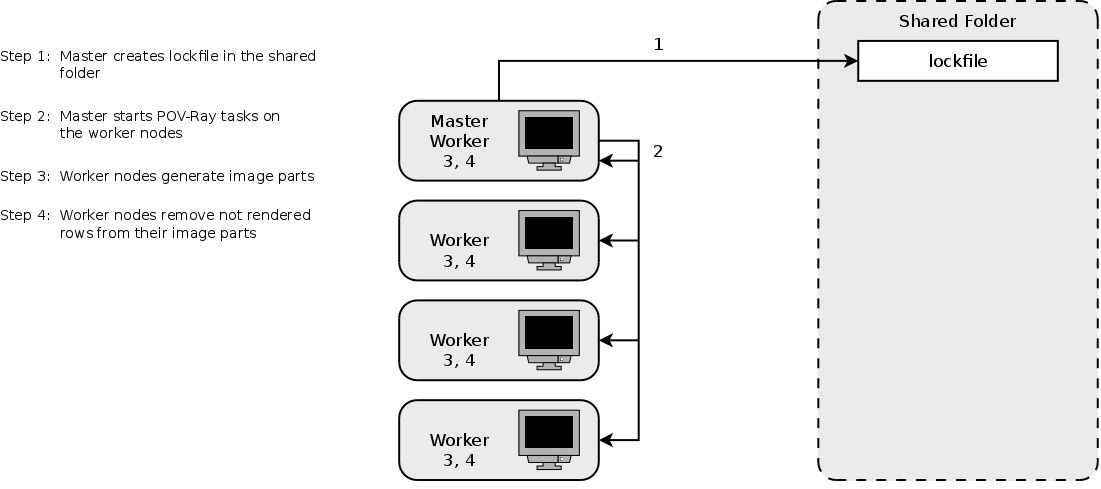 Step 1: Master creates lockfile in the shared
folder
Step 2: Master starts POV-Ray tasks on
the worker nodes
Step 3: Worker nodes generate image parts
Step 4: Worker nodes remove not rendered
rows from their image parts
1
Shared Folder
lockfile
Master
Worker
3, 4
2
Worker
3, 4
Worker
3, 4
Worker
3, 4